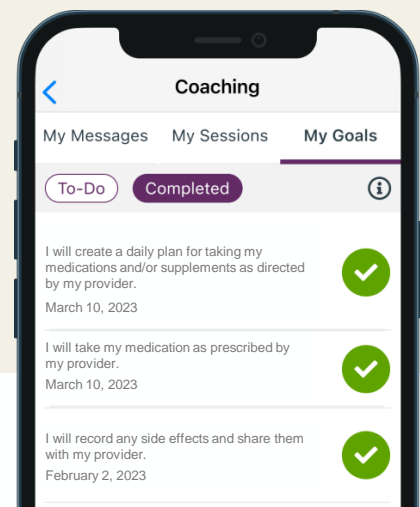 Coaching
My Messages My Sessions My Goals
To-Do Completed
I will create a daily plan for taking my
medications and/or supplements as directed
by my provider.
March 10, 2023
I will take my medication as prescribed by
my provider.
March 10, 2023
I will record any side effects and share them
with my provider.
February 2, 2023